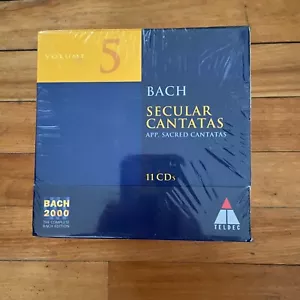 VOLUME 5
BACH
SECULAR
CANTATAS
APP. SACRED CANTATAS
11 CDs
BACH
2000
THE COMPLETE
BACH EDITION
TELDEC